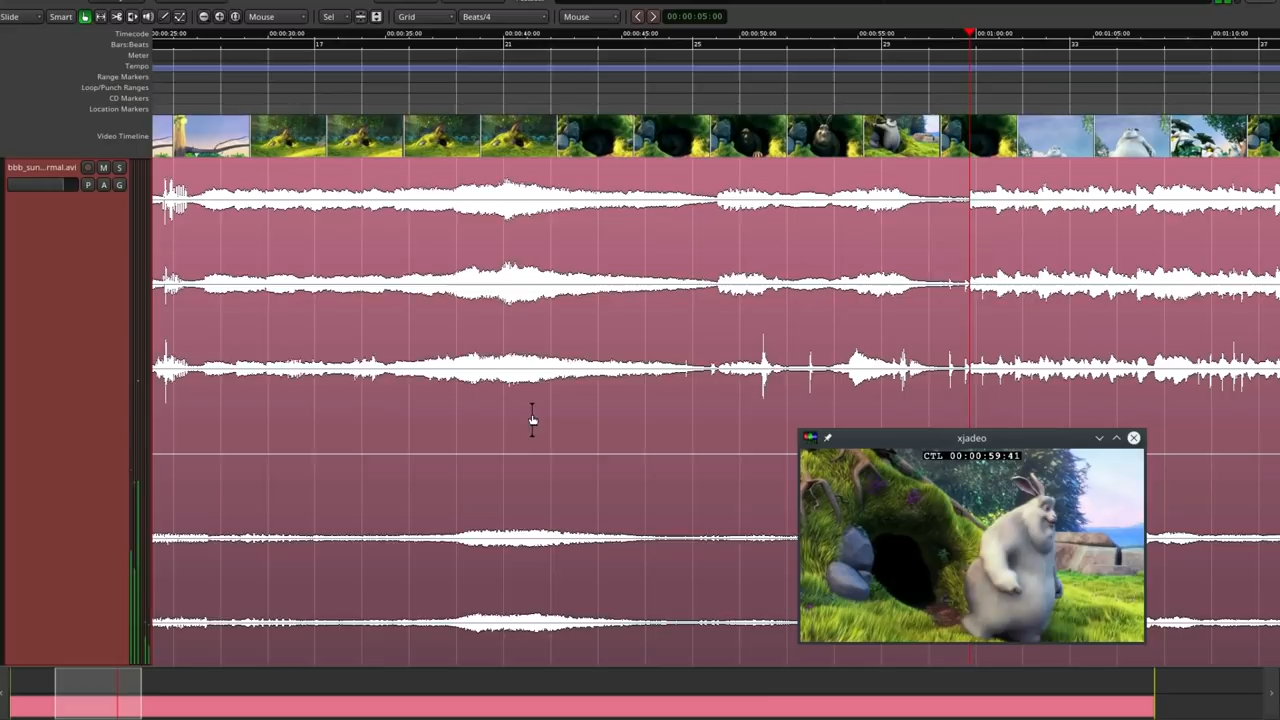 Slide Smart Mouse Sel Grid Beats/4 Mouse 00:00:05:00
Timecode 00:00:25:00 00:00:30:00 00:00:35:00 00:00:40:00 00:00:45:00 00:00:50:00 00:00:55:00 00:01:00:00 00:01:05:00 00:01:10:00
Bars:Beats 17 21 25 29 33 37
Meter
Tempo
Range Markers
Loop/Punch Ranges
CD Markers
Location Markers
Video Timeline
bbb_sun...rmal.avi M S
P A G
xjadeo
CTL 00:00:59:41